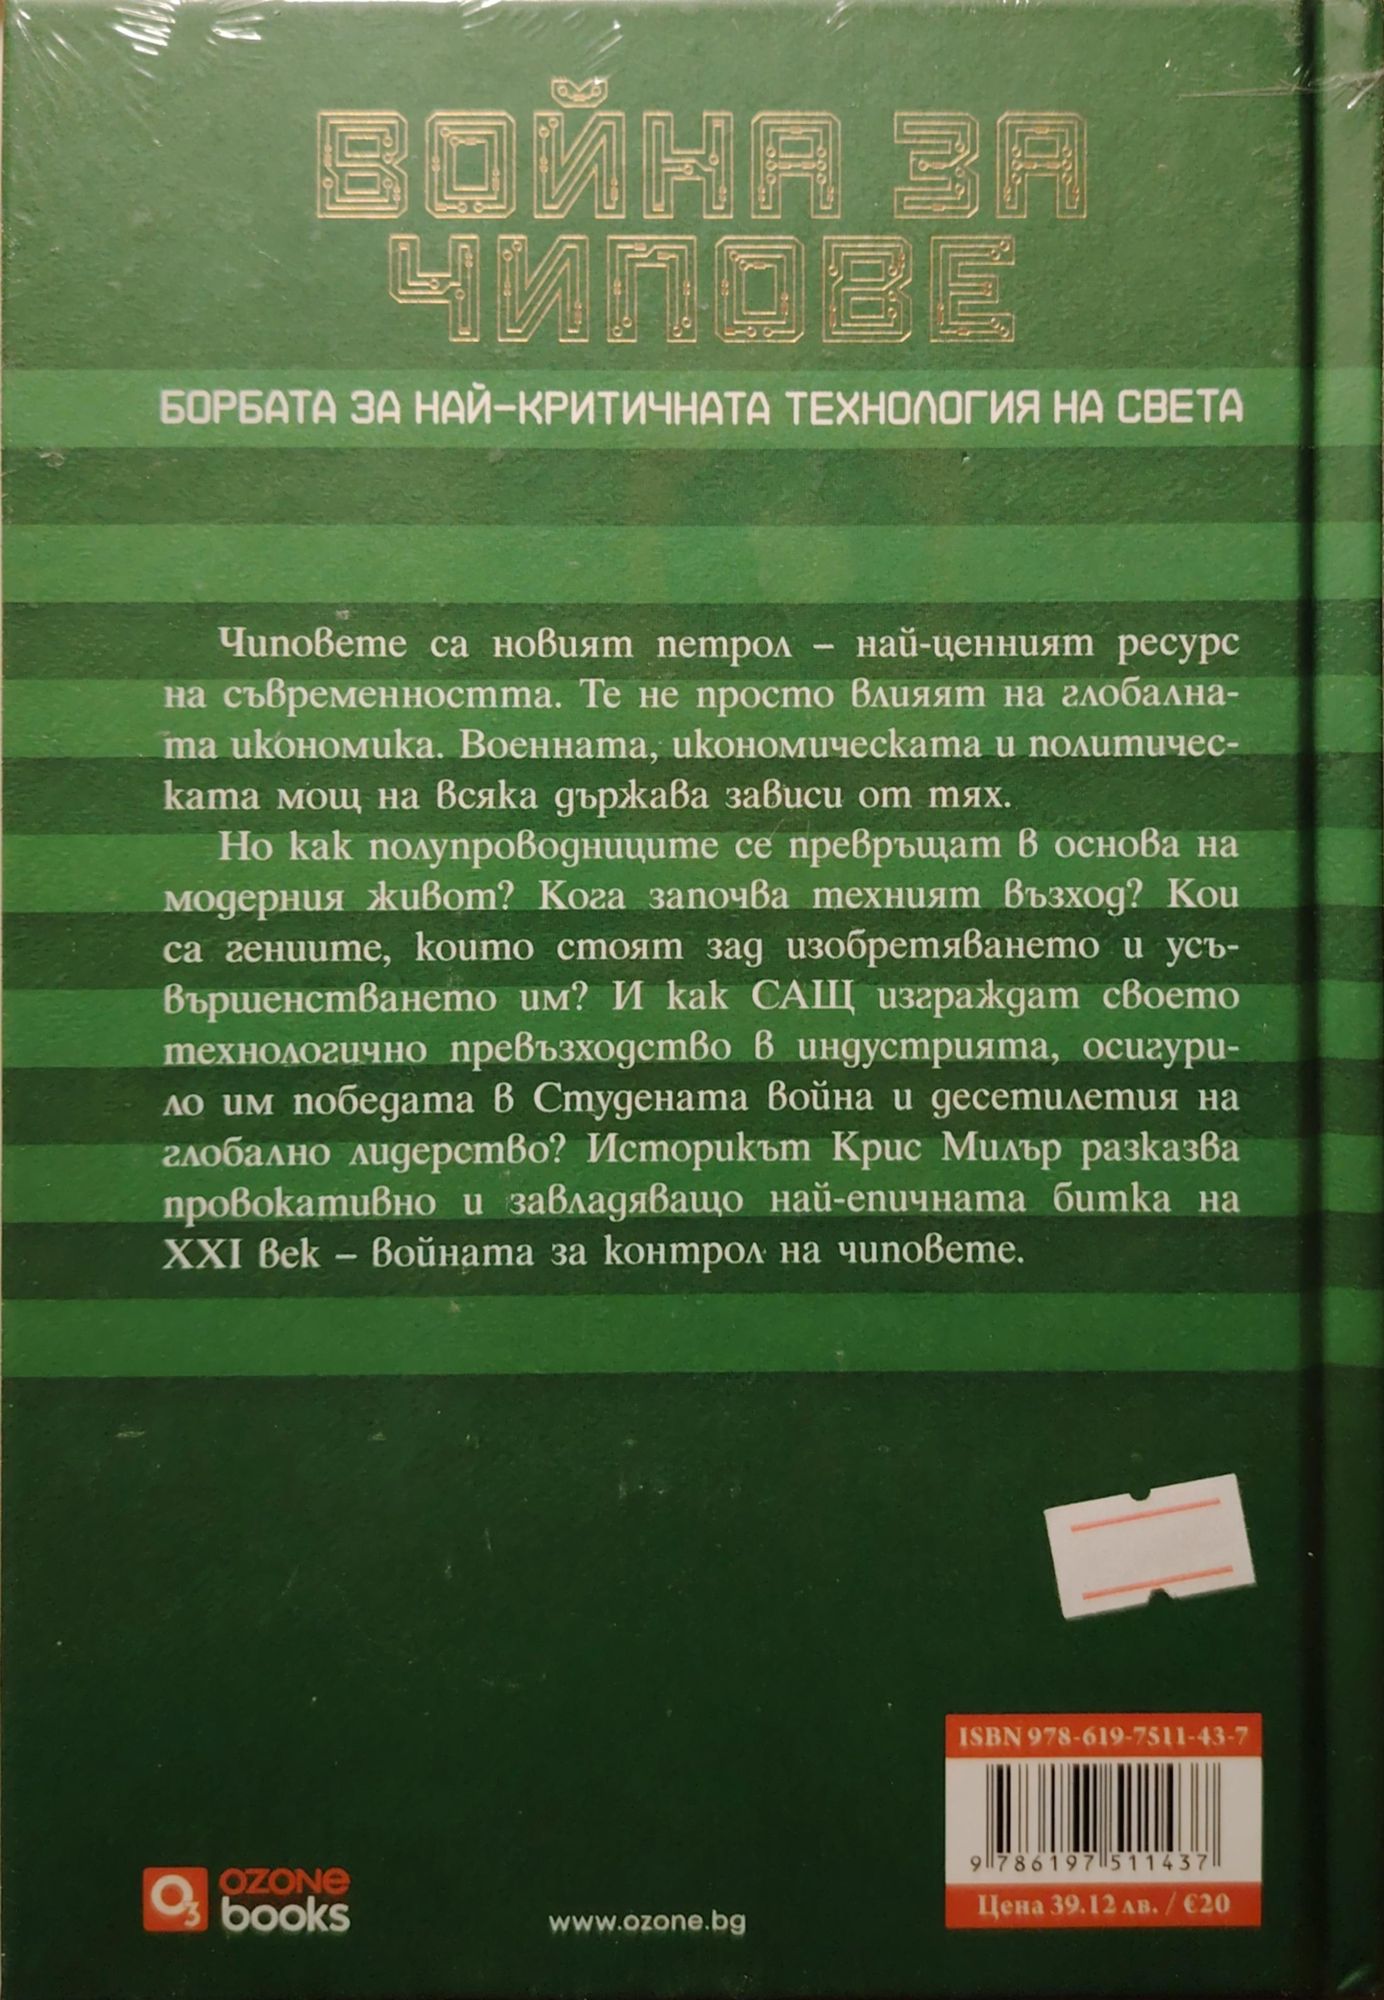 ВОЙНА ЗА
ЧИПОВЕ
БОРБАТА ЗА НАЙ-КРИТИЧНАТА ТЕХНОЛОГИЯ НА СВЕТА
Чиповете са новият петрол – най-ценният ресурс
на съвременността. Те не просто влияят на глобална-
та икономика. Военната, икономическата и политичес-
ката мощ на всяка държава зависи от тях.
Но как полупроводниците се превръщат в основа на
модерния живот? Кога започва техният възход? Кои
са гениите, които стоят зад изобретяването и усъ-
вършенстването им? И как САЩ изграждат своето
технологично превъзходство в индустрията, осигури-
ло им победата в Студената война и десетилетия на
глобално лидерство? Историкът Крис Милър разказва
провокативно и завладяващо най-епичната битка на
XXI век – войната за контрол на чиповете.
ISBN 978-619-7511-43-7
9 786197 511437
Цена 39.12 лв. / €20
O3 OZONE
books
www.ozone.bg